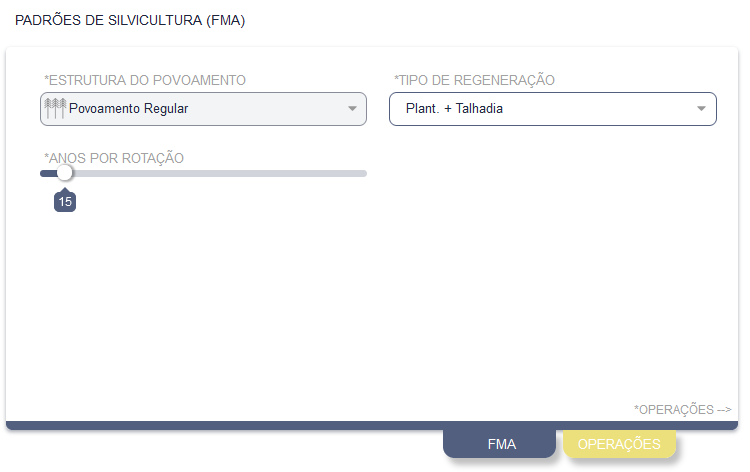 PADRÕES DE SILVICULTURA (FMA)
*ESTRUTURA DO POVOAMENTO
Povoamento Regular
*TIPO DE REGENERAÇÃO
Plant. + Talhadia
*ANOS POR ROTAÇÃO
15
*OPERAÇÕES -->
FMA
OPERAÇÕES